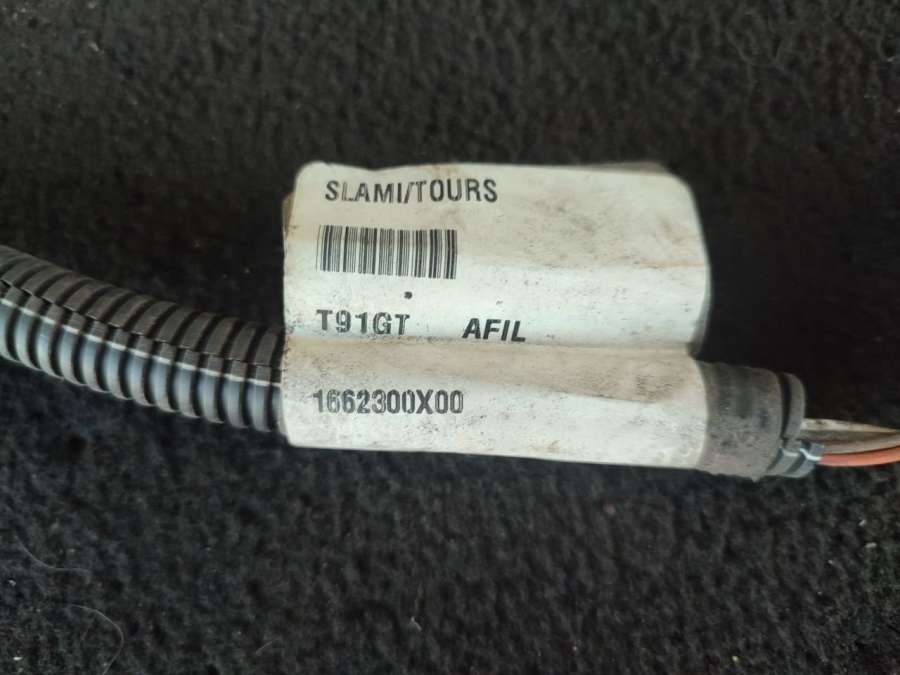 SLAMI/TOURS
T91GT AFIL
1662300X00